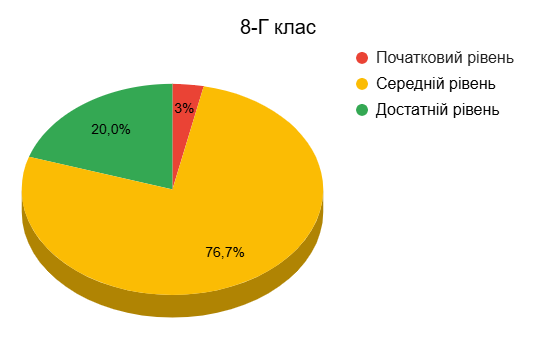 8-Г клас
Початковий рівень
Середній рівень
Достатній рівень
3%
20,0%
76,7%